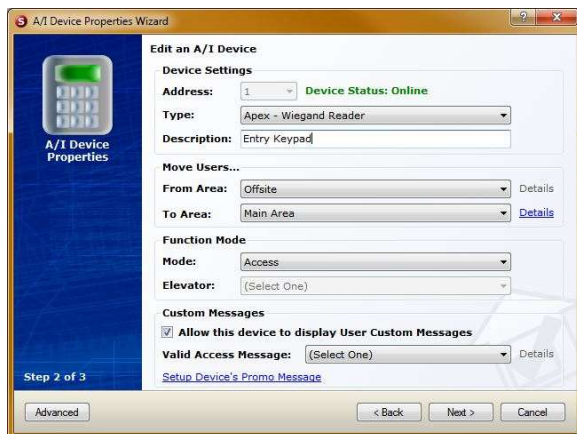 S A/I Device Properties Wizard
Edit an A/I Device
A/I Device
Properties
Device Settings
Address: 1 Device Status: Online
Type: Apex - Wiegand Reader
Description: Entry Keypad
Move Users...
From Area: Offsite Details
To Area: Main Area Details
Function Mode
Mode: Access
Elevator: (Select One)
Custom Messages
Allow this device to display User Custom Messages
Valid Access Message: (Select One) Details
Setup Device's Promo Message
Step 2 of 3
Advanced < Back Next > Cancel